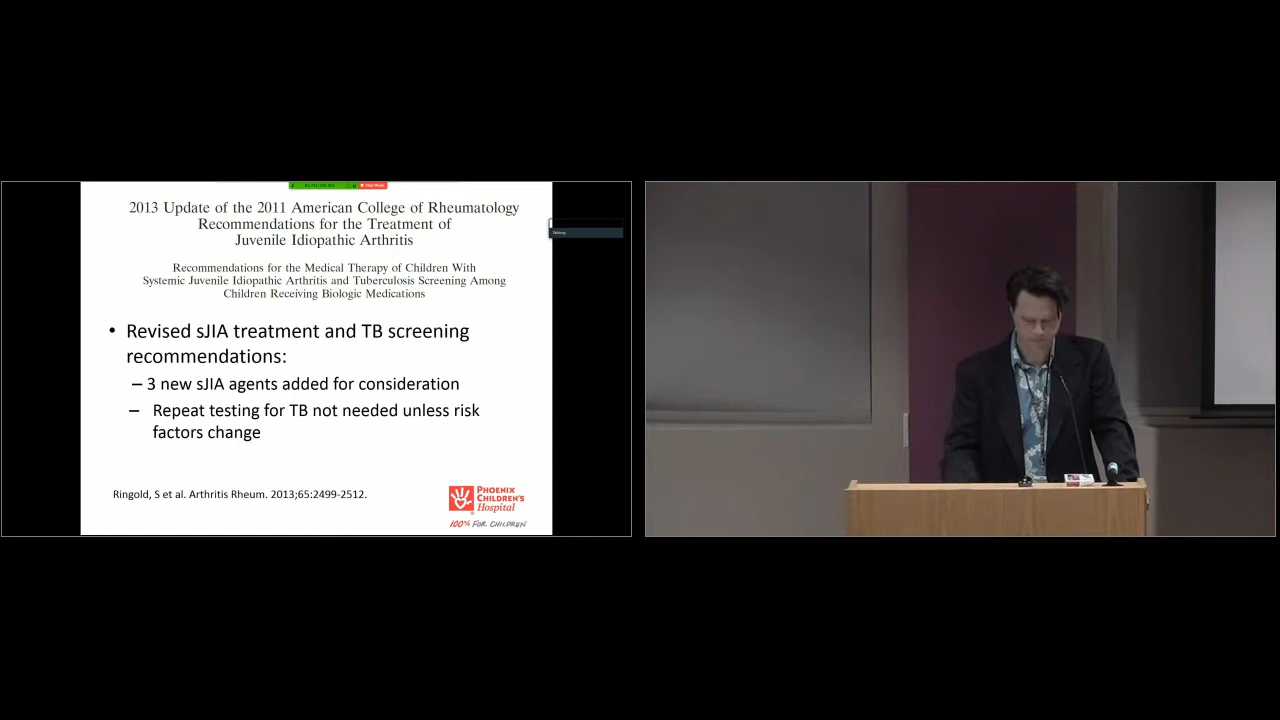 2013 Update of the 2011 American College of Rheumatology
Recommendations for the Treatment of
Juvenile Idiopathic Arthritis
Recommendations for the Medical Therapy of Children With
Systemic Juvenile Idiopathic Arthritis and Tuberculosis Screening Among
Children Receiving Biologic Medications
• Revised sJIA treatment and TB screening
recommendations:
– 3 new sJIA agents added for consideration
– Repeat testing for TB not needed unless risk
factors change
Ringold, S et al. Arthritis Rheum. 2013;65:2499-2512.
PHOENIX
CHILDREN'S
Hospital
100% FOR CHILDREN